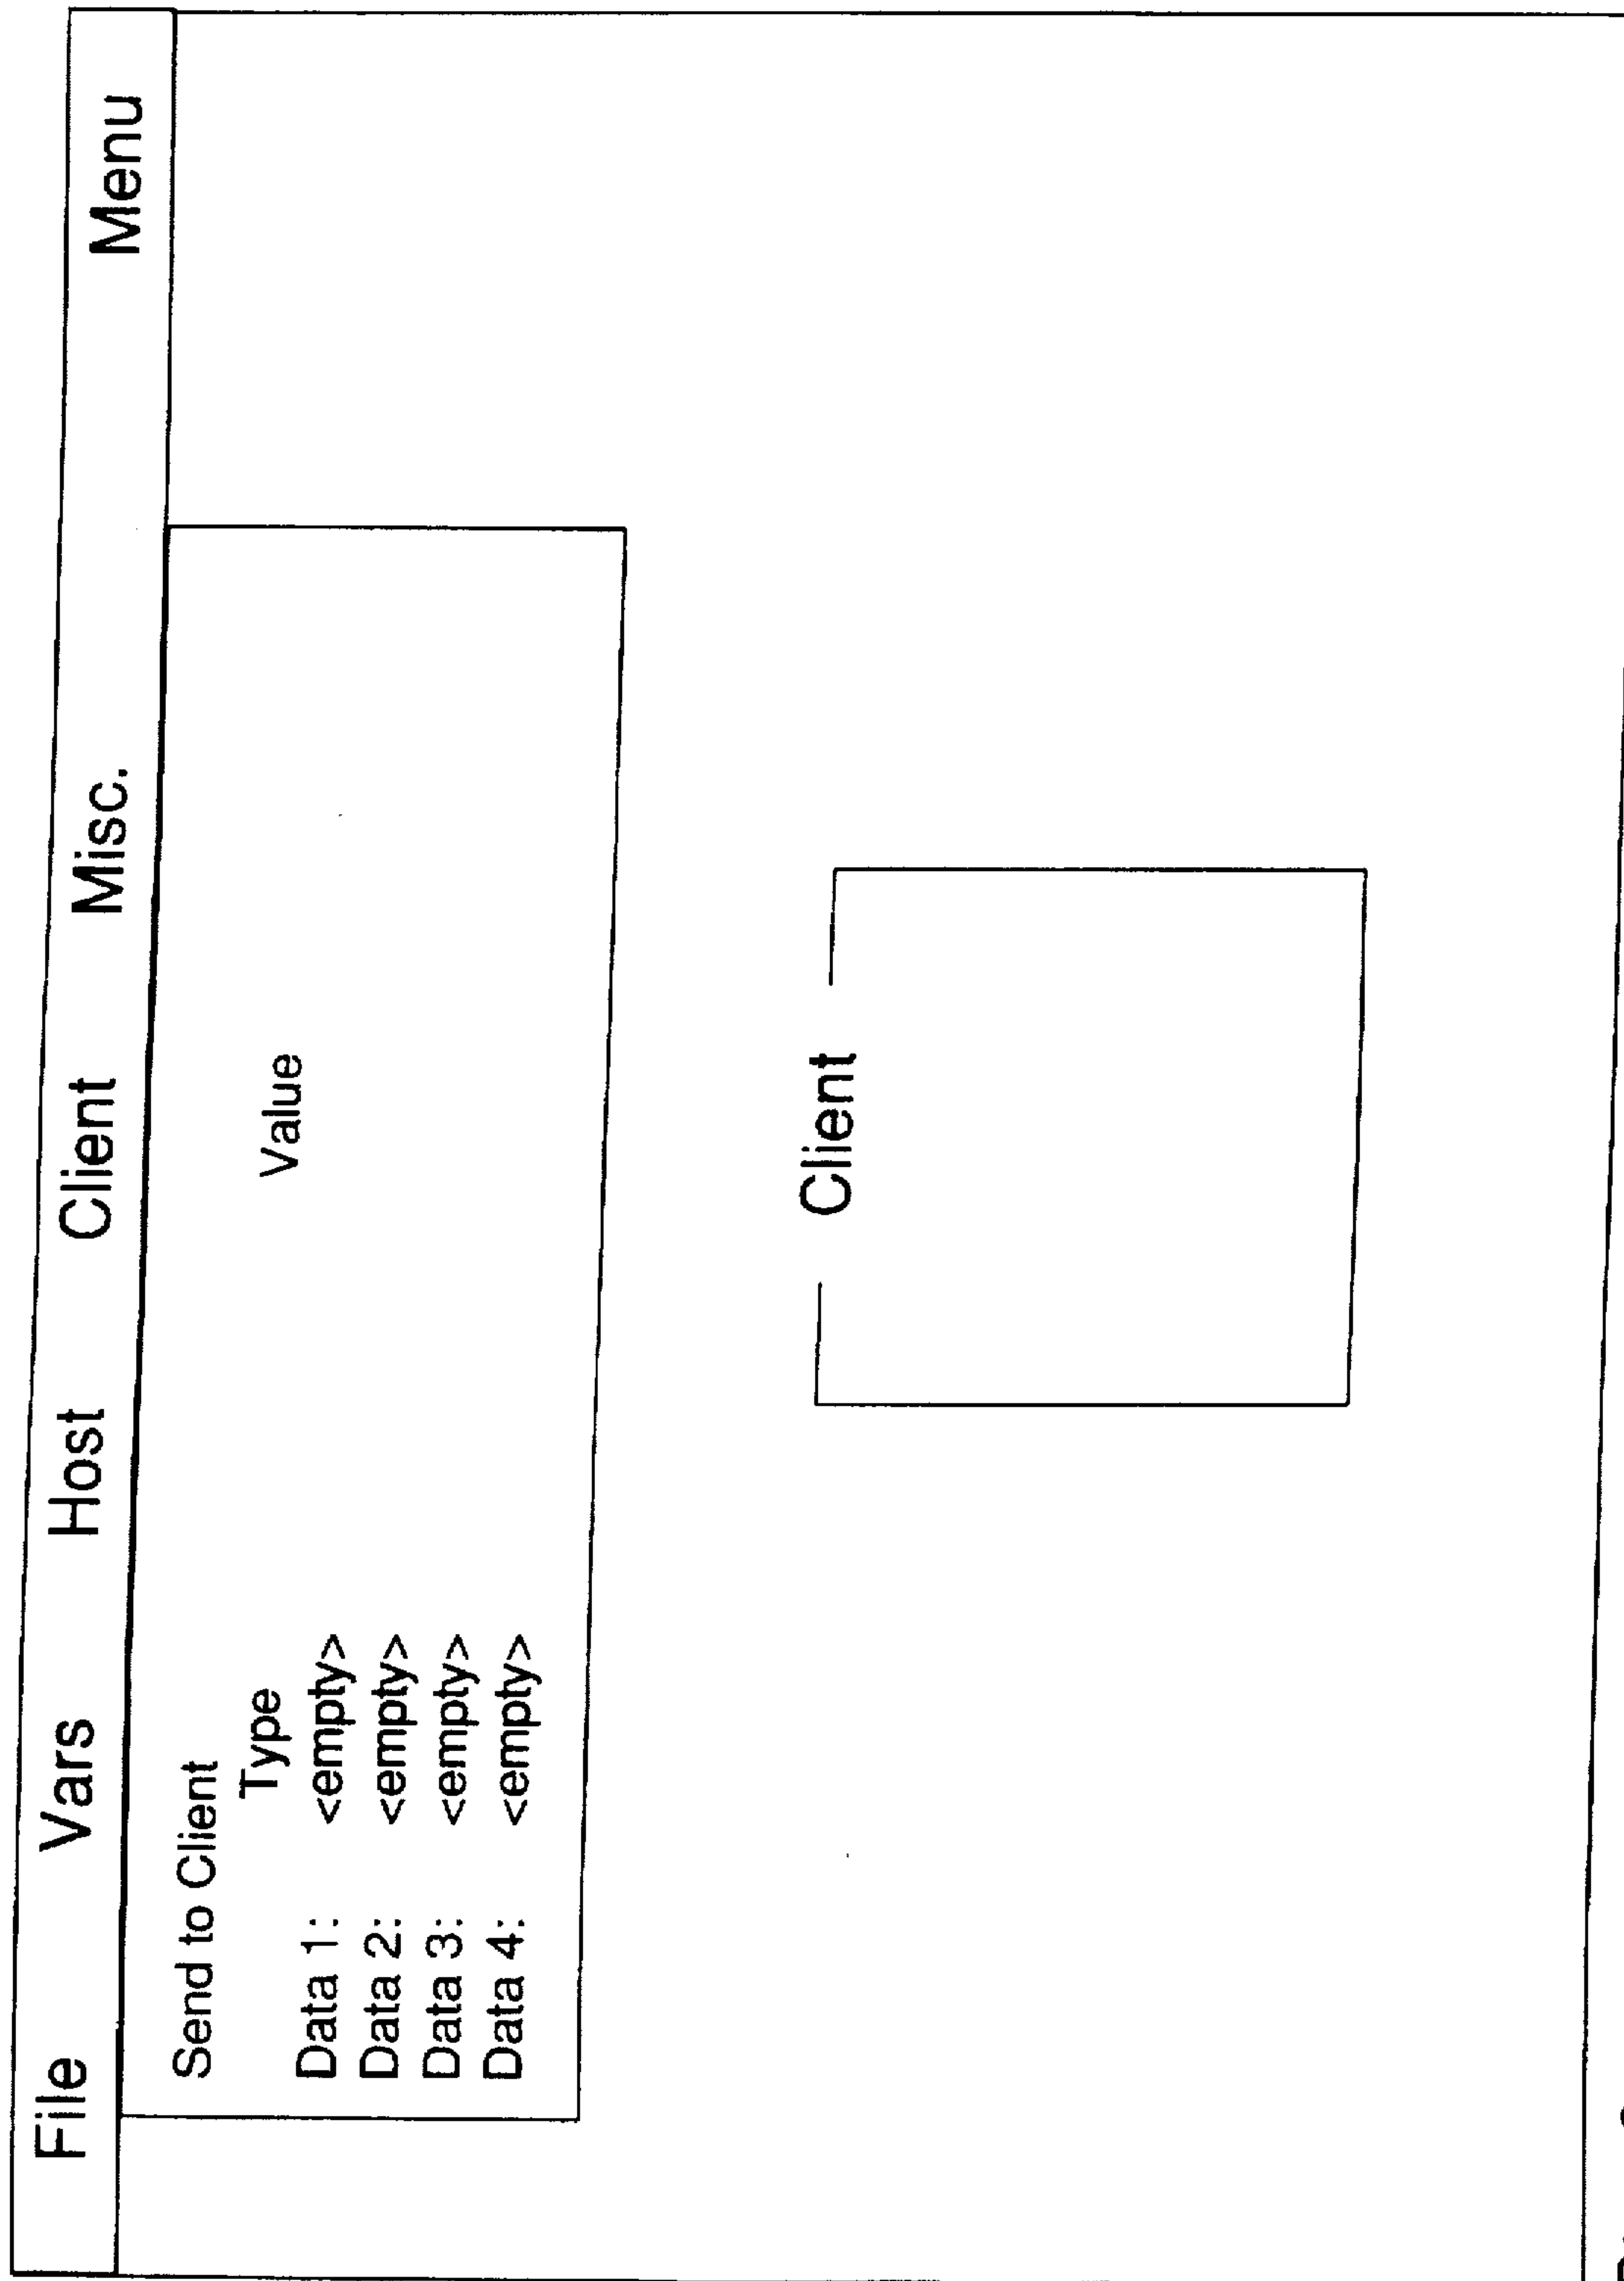 File Vars Host Client Misc. Menu
Send to Client
Type Value
Data 1: <empty>
Data 2: <empty>
Data 3: <empty>
Data 4: <empty>
Client